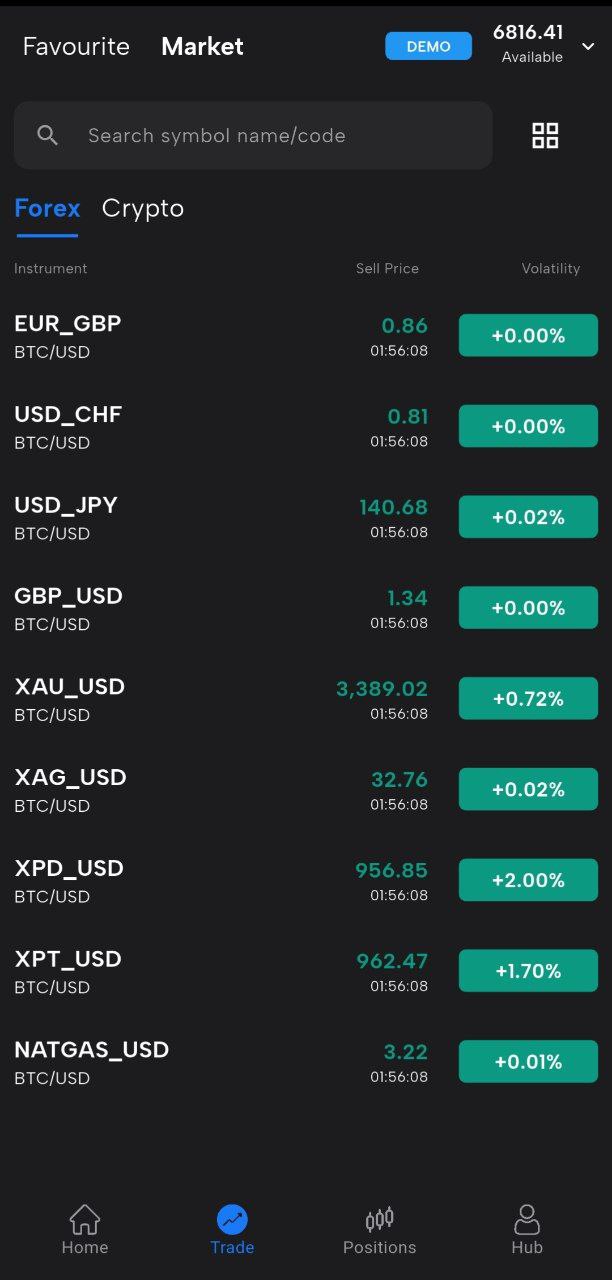 Favourite Market DEMO 6816.41
Available
Search symbol name/code
Forex Crypto
Instrument Sell Price Volatility
EUR_GBP 0.86 +0.00%
BTC/USD 01:56:08
USD_CHF 0.81 +0.00%
BTC/USD 01:56:08
USD_JPY 140.68 +0.02%
BTC/USD 01:56:08
GBP_USD 1.34 +0.00%
BTC/USD 01:56:08
XAU_USD 3,389.02 +0.72%
BTC/USD 01:56:08
XAG_USD 32.76 +0.02%
BTC/USD 01:56:08
XPD_USD 956.85 +2.00%
BTC/USD 01:56:08
XPT_USD 962.47 +1.70%
BTC/USD 01:56:08
NATGAS_USD 3.22 +0.01%
BTC/USD 01:56:08
Home Trade Positions Hub